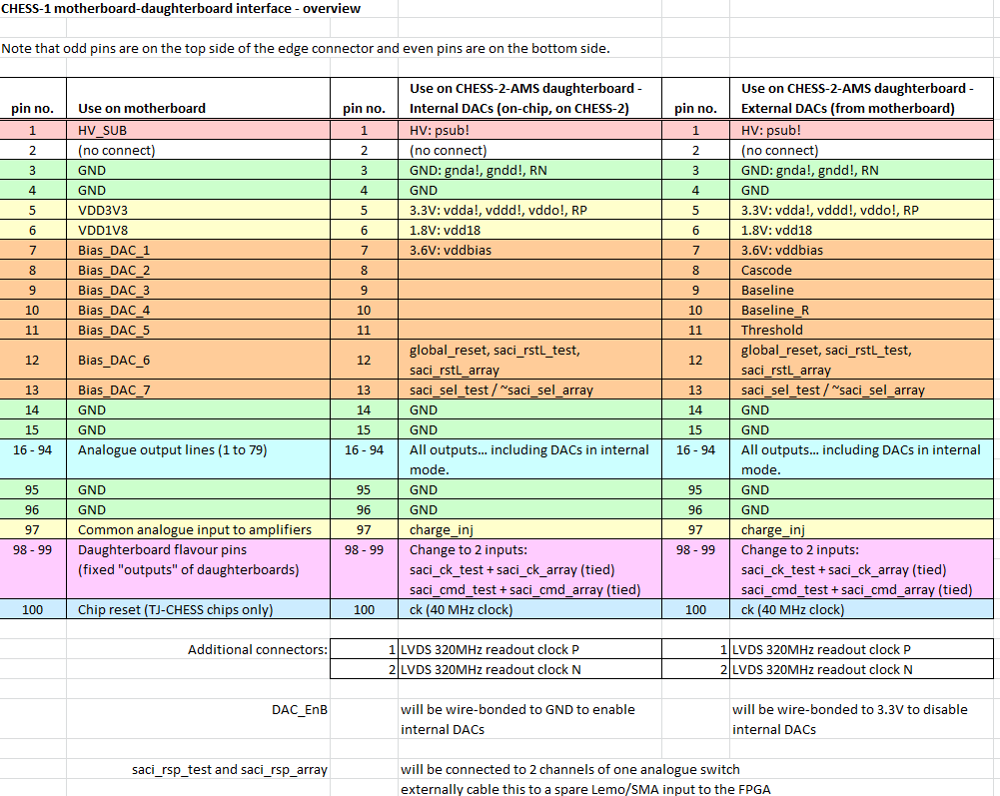 CHESS-1 motherboard-daughterboard interface - overview
Note that odd pins are on the top side of the edge connector and even pins are on the bottom side.
Use on CHESS-2-AMS daughterboard - Use on CHESS-2-AMS daughterboard -
pin no. Use on motherboard pin no. Internal DACs (on-chip, on CHESS-2) pin no. External DACs (from motherboard)
1 HV_SUB 1 HV: psub! 1 HV: psub!
2 (no connect) 2 (no connect) 2 (no connect)
3 GND 3 GND: gnda!, gndd!, RN 3 GND: gnda!, gndd!, RN
4 GND 4 GND 4 GND
5 VDD3V3 5 3.3V: vdda!, vddd!, vddo!, RP 5 3.3V: vdda!, vddd!, vddo!, RP
6 VDD1V8 6 1.8V: vdd18 6 1.8V: vdd18
7 Bias_DAC_1 7 3.6V: vddbias 7 3.6V: vddbias
8 Bias_DAC_2 8 8 Cascode
9 Bias_DAC_3 9 9 Baseline
10 Bias_DAC_4 10 10 Baseline_R
11 Bias_DAC_5 11 11 Threshold
global_reset, saci_rstL_test, global_reset, saci_rstL_test,
12 Bias_DAC_6 12 saci_rstL_array 12 saci_rstL_array
13 Bias_DAC_7 13 saci_sel_test / ~saci_sel_array 13 saci_sel_test / ~saci_sel_array
14 GND 14 GND 14 GND
15 GND 15 GND 15 GND
16 - 94 Analogue output lines (1 to 79) 16 - 94 All outputs... including DACs in internal 16 - 94 All outputs... including DACs in internal
mode. mode.
95 GND 95 GND 95 GND
96 GND 96 GND 96 GND
97 Common analogue input to amplifiers 97 charge_inj 97 charge_inj
98 - 99 Daughterboard flavour pins 98 - 99 Change to 2 inputs: 98 - 99 Change to 2 inputs:
(fixed "outputs" of daughterboards) saci_ck_test + saci_ck_array (tied) saci_ck_test + saci_ck_array (tied)
saci_cmd_test + saci_cmd_array (tied) saci_cmd_test + saci_cmd_array (tied)
100 Chip reset (TJ-CHESS chips only) 100 ck (40 MHz clock) 100 ck (40 MHz clock)
Additional connectors: 1 LVDS 320MHz readout clock P 1 LVDS 320MHz readout clock P
2 LVDS 320MHz readout clock N 2 LVDS 320MHz readout clock N
DAC_EnB will be wire-bonded to GND to enable will be wire-bonded to 3.3V to disable
internal DACs internal DACs
saci_rsp_test and saci_rsp_array will be connected to 2 channels of one analogue switch
externally cable this to a spare Lemo/SMA input to the FPGA